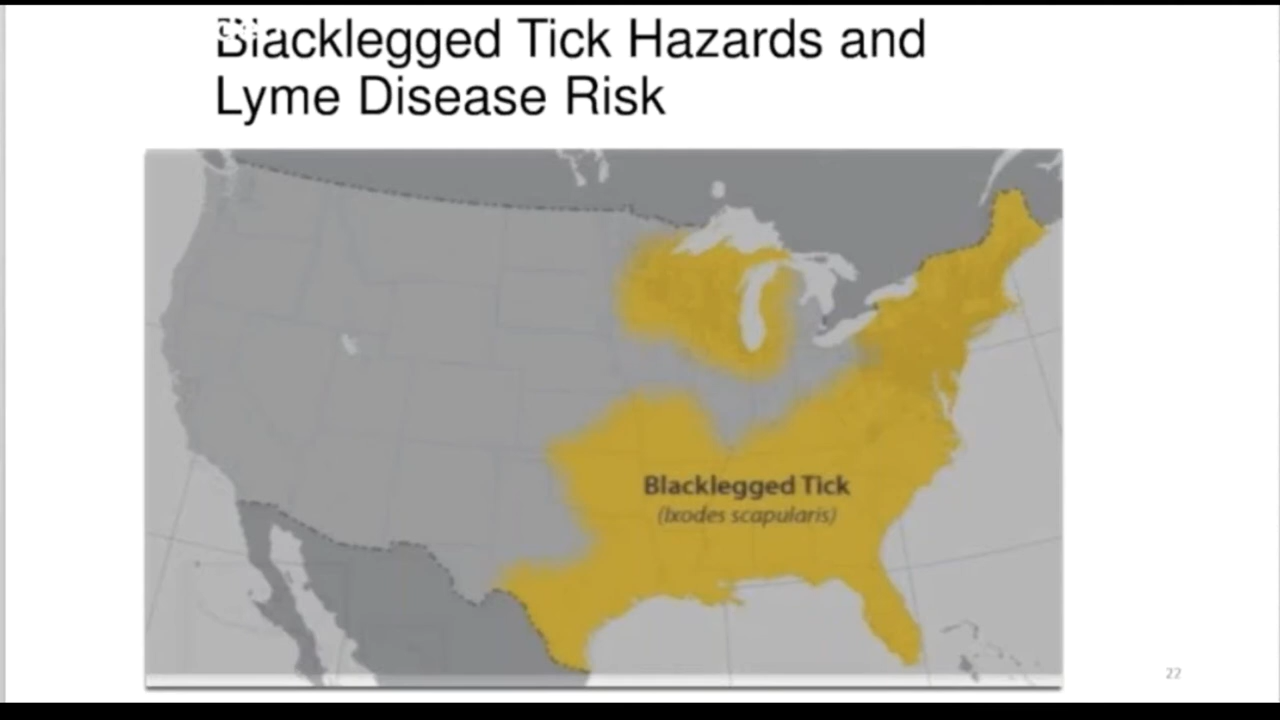 Blacklegged Tick Hazards and
Lyme Disease Risk
Blacklegged Tick
(Ixodes scapularis)
22